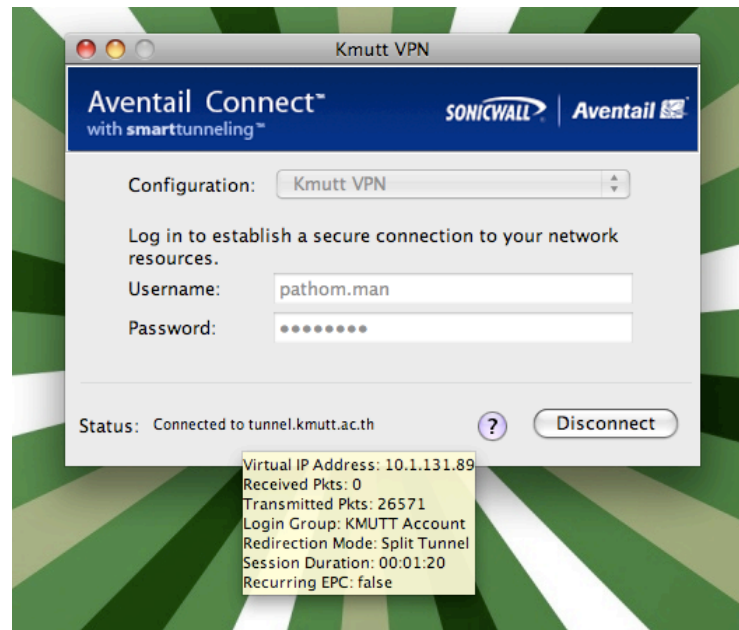 Kmutt VPN
Aventail Connect™
with smarttunneling™
SONICWALL | Aventail
Configuration: Kmutt VPN
Log in to establish a secure connection to your network
resources.
Username: pathom.man
Password: ••••••••
Status: Connected to tunnel.kmutt.ac.th ? Disconnect
Virtual IP Address: 10.1.131.89
Received Pkts: 0
Transmitted Pkts: 26571
Login Group: KMUTT Account
Redirection Mode: Split Tunnel
Session Duration: 00:01:20
Recurring EPC: false